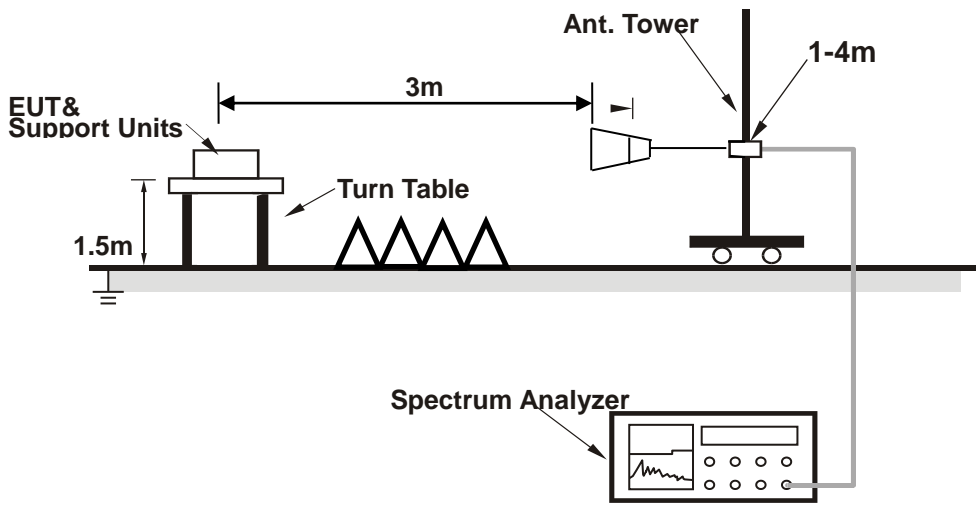 Ant. Tower
1-4m
3m
EUT&
Support Units
Turn Table
1.5m
Spectrum Analyzer